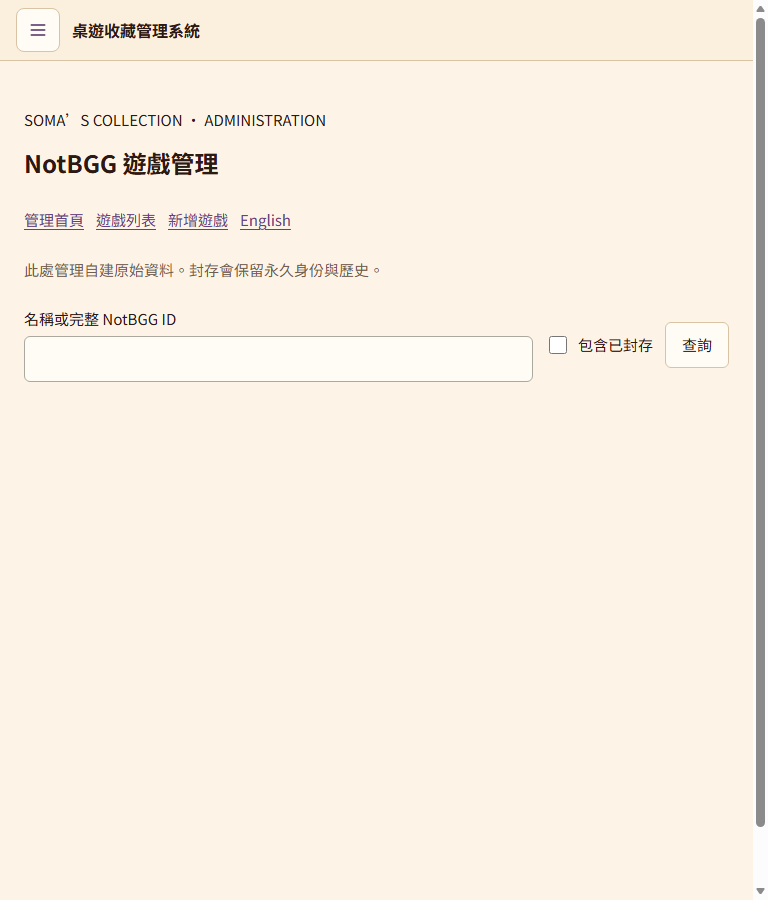 桌遊收藏管理系統
SOMA’S COLLECTION · ADMINISTRATION
NotBGG 遊戲管理
管理首頁 遊戲列表 新增遊戲 English
此處管理自建原始資料。封存會保留永久身份與歷史。
名稱或完整 NotBGG ID
包含已封存 查詢